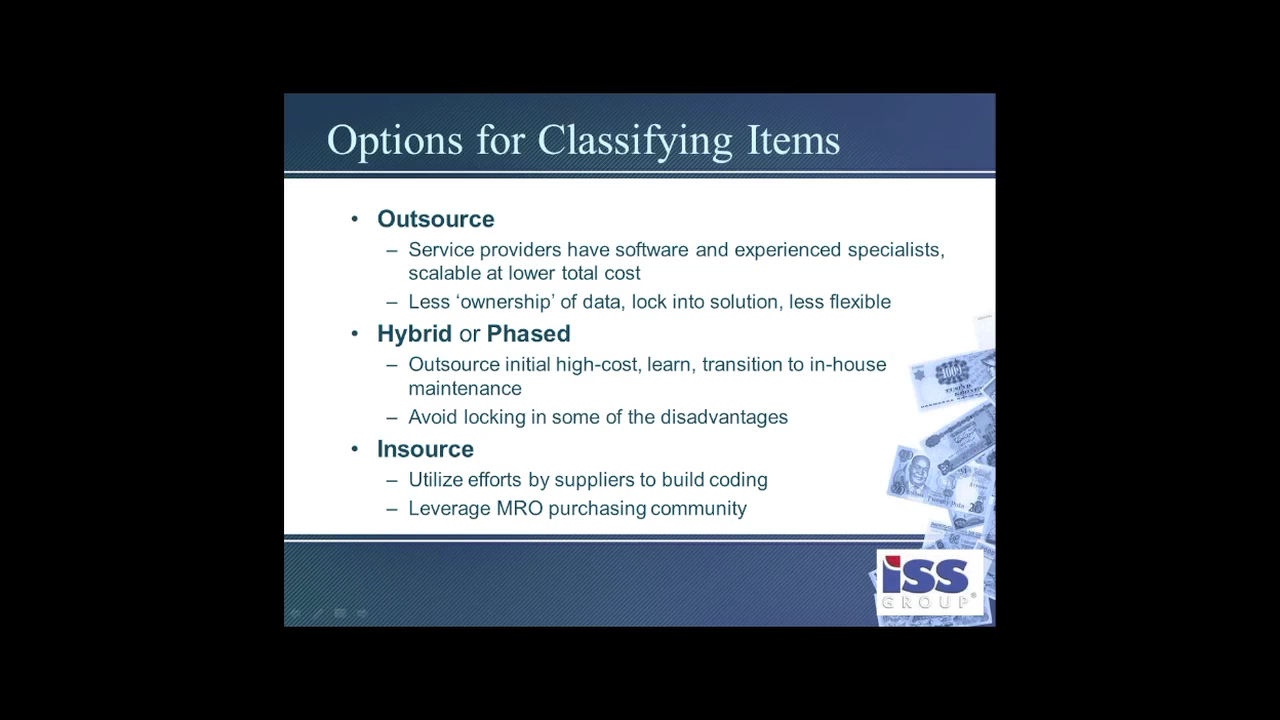 Options for Classifying Items
• Outsource
– Service providers have software and experienced specialists,
scalable at lower total cost
– Less ‘ownership’ of data, lock into solution, less flexible
• Hybrid or Phased
– Outsource initial high-cost, learn, transition to in-house
maintenance
– Avoid locking in some of the disadvantages
• Insource
– Utilize efforts by suppliers to build coding
– Leverage MRO purchasing community
iss
GROUP®